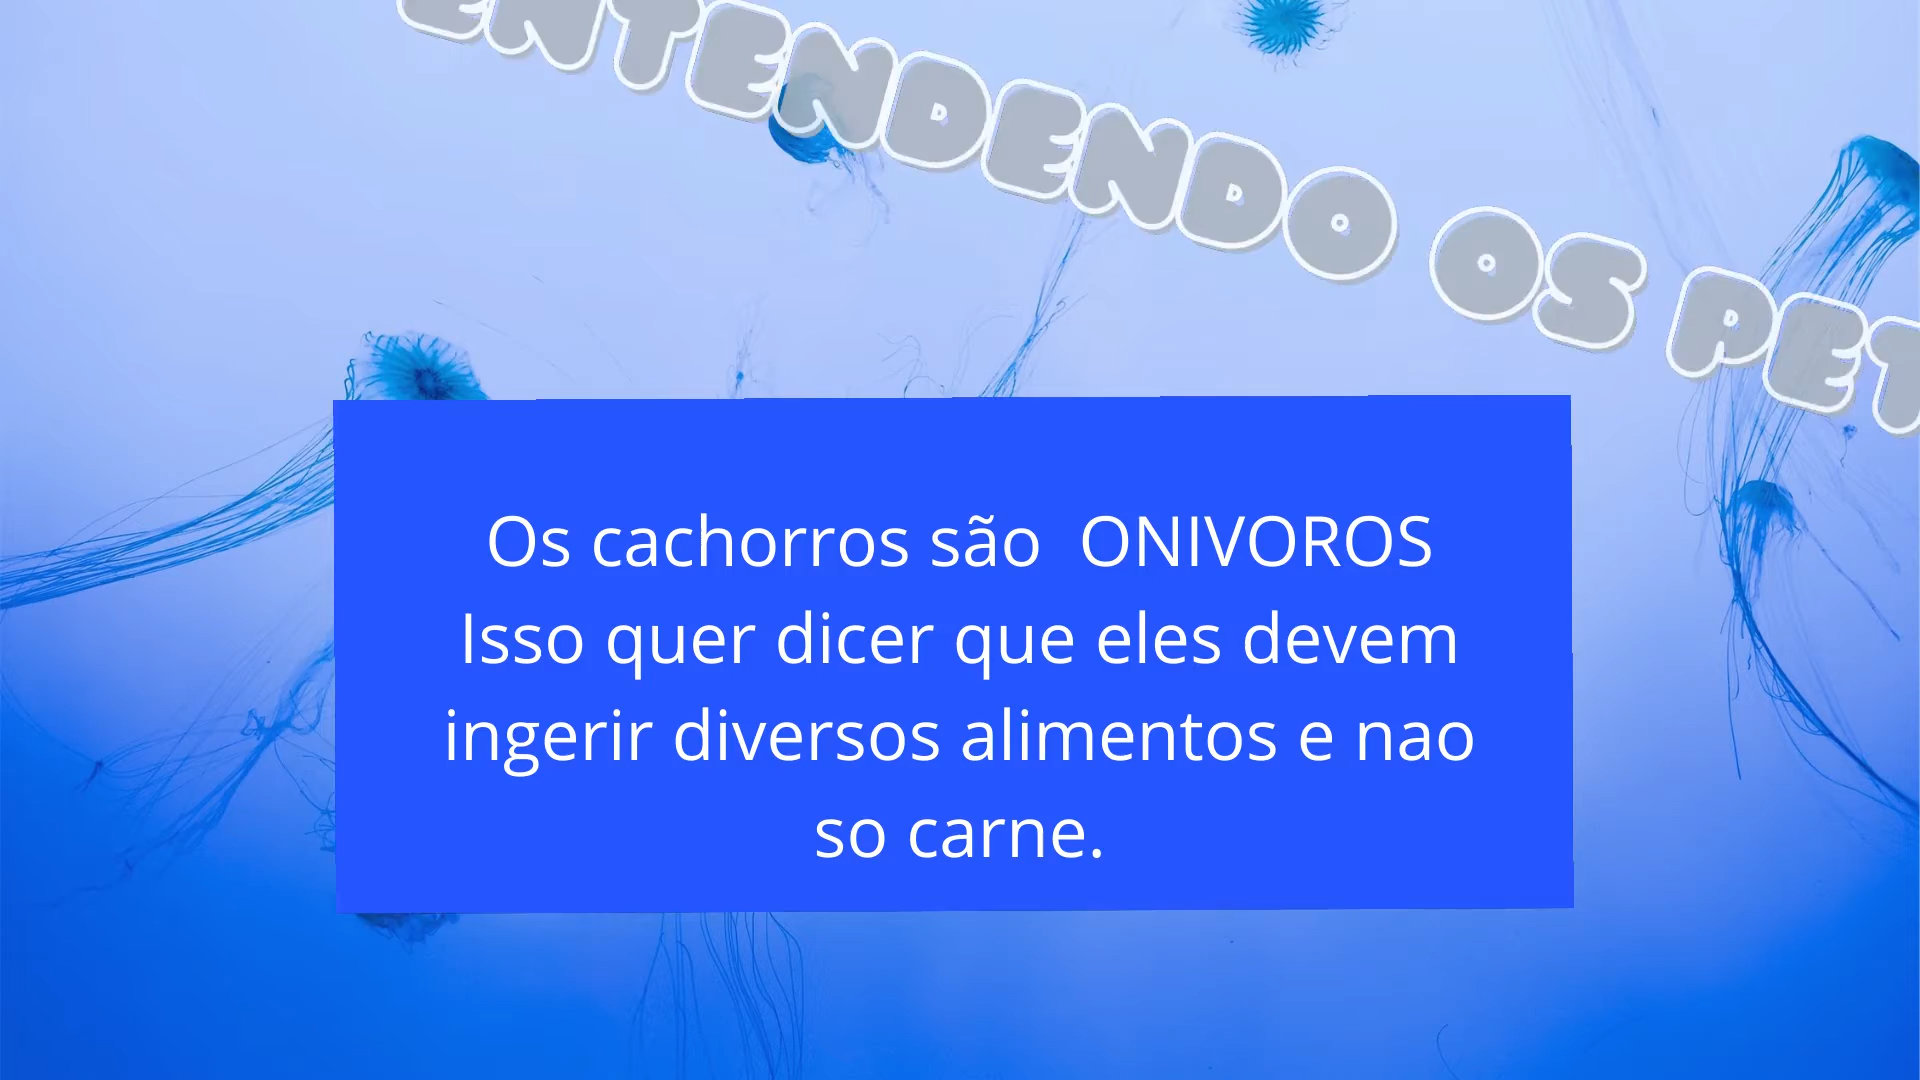 ENTENDENDO OS PET
Os cachorros são  ONIVOROS
Isso quer dicer que eles devem
ingerir diversos alimentos e nao
so carne.